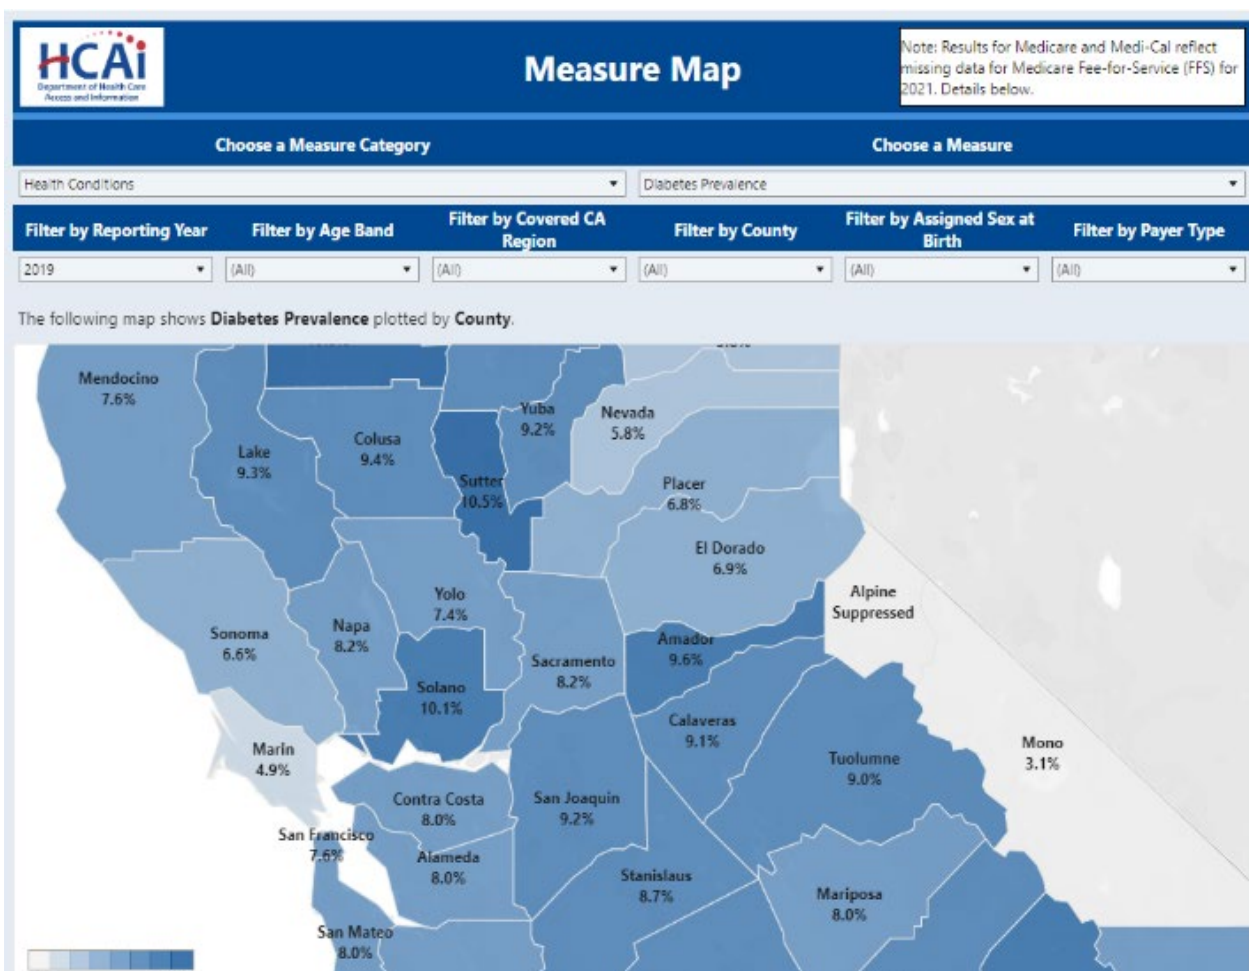 HCAi
Department of Health Care
Access and Information
Measure Map
Note: Results for Medicare and Medi-Cal reflect
missing data for Medicare Fee-for-Service (FFS) for
2021. Details below.
Choose a Measure Category
Choose a Measure
Health Conditions
Diabetes Prevalence
Filter by Reporting Year
Filter by Age Band
Filter by Covered CA
Region
Filter by County
Filter by Assigned Sex at
Birth
Filter by Payer Type
2019
(All)
(All)
(All)
(All)
(All)
The following map shows Diabetes Prevalence plotted by County.
Mendocino
7.6%
Lake
9.3%
Colusa
9.4%
Yuba
9.2%
Nevada
5.8%
Sutter
10.5%
Placer
6.8%
El Dorado
6.9%
Alpine
Suppressed
Sonoma
6.6%
Napa
8.2%
Yolo
7.4%
Solano
10.1%
Sacramento
8.2%
Amador
9.6%
Calaveras
9.1%
Tuolumne
9.0%
Mono
3.1%
Marin
4.9%
Contra Costa
8.0%
San Joaquin
9.2%
San Francisco
7.6%
Alameda
8.0%
Stanislaus
8.7%
Mariposa
8.0%
San Mateo
8.0%